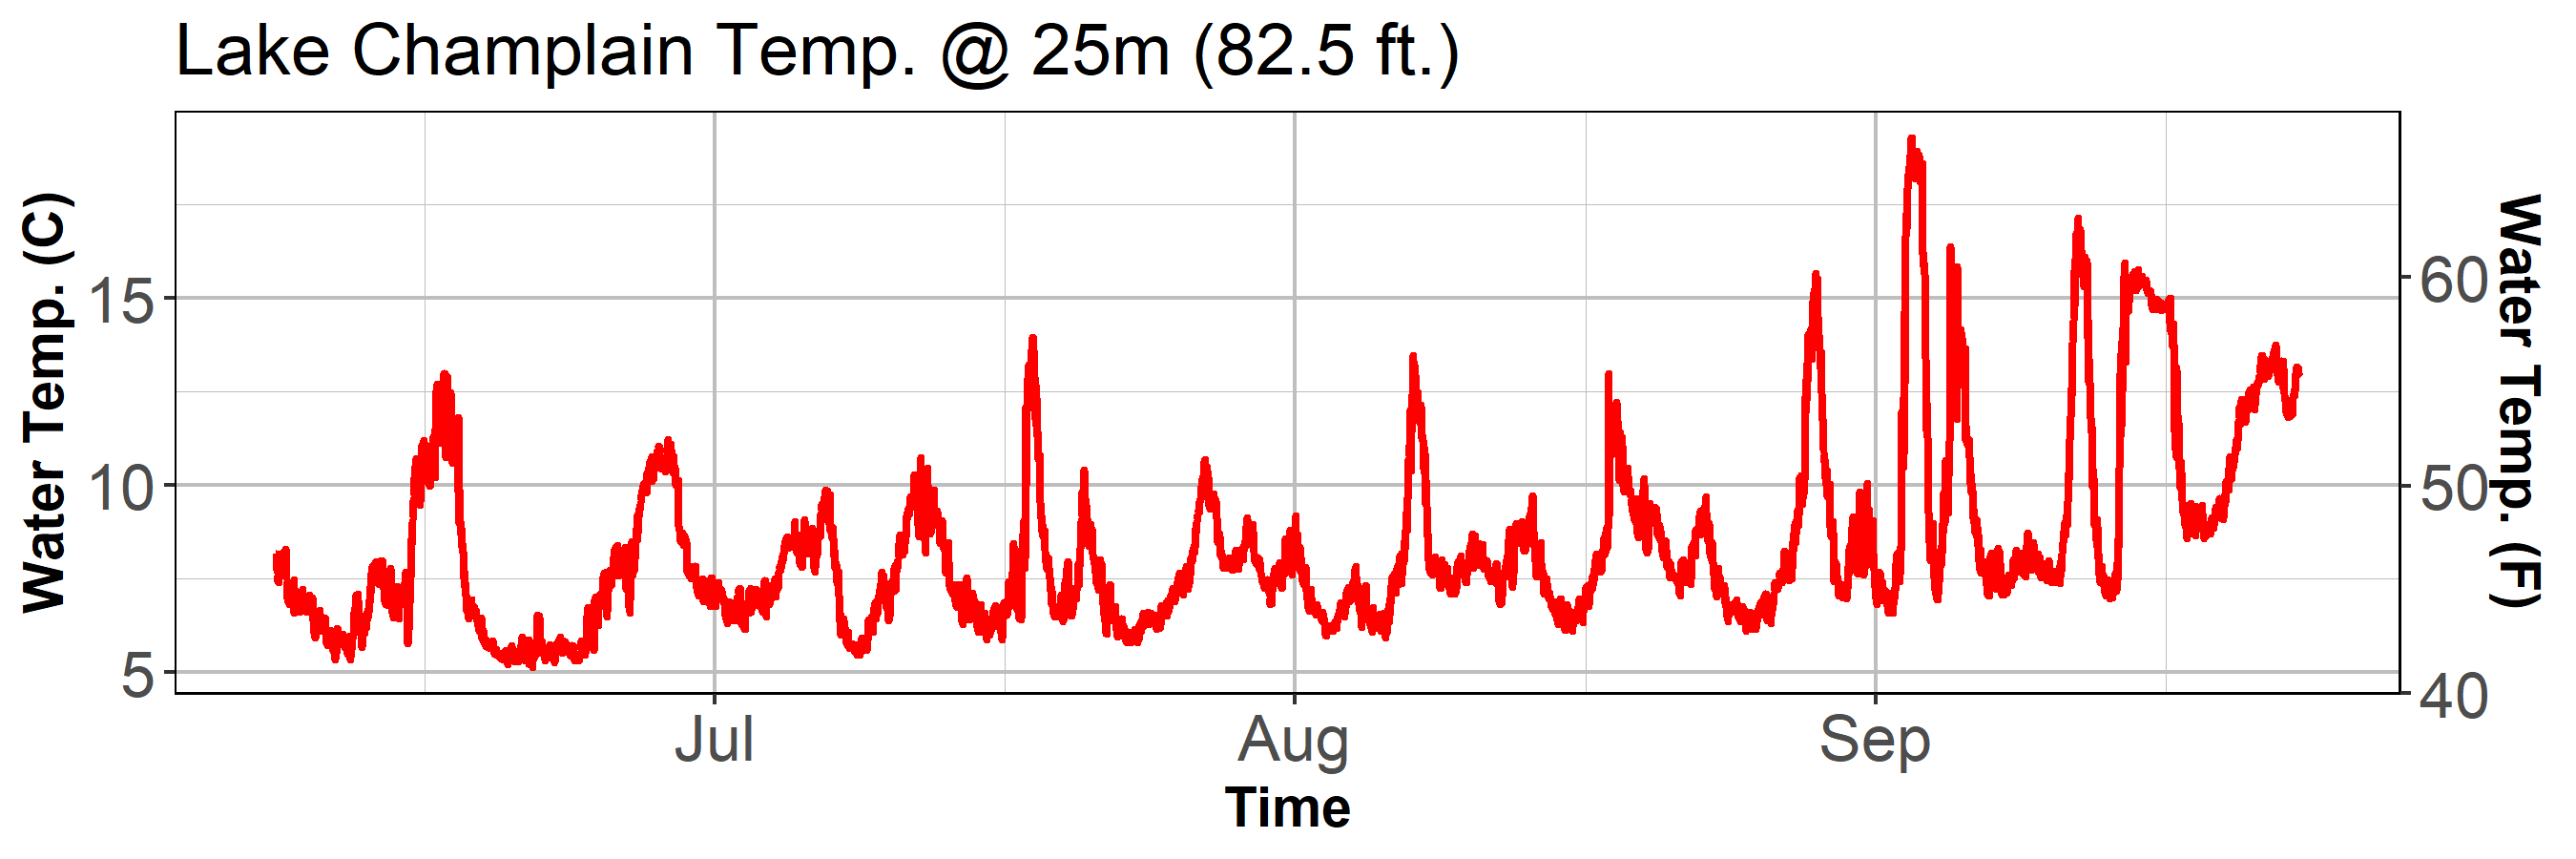 Lake Champlain Temp. @ 25m (82.5 ft.)
Water Temp. (C)
15
10
5
60
50
40
Water Temp. (F)
Jul
Aug
Sep
Time